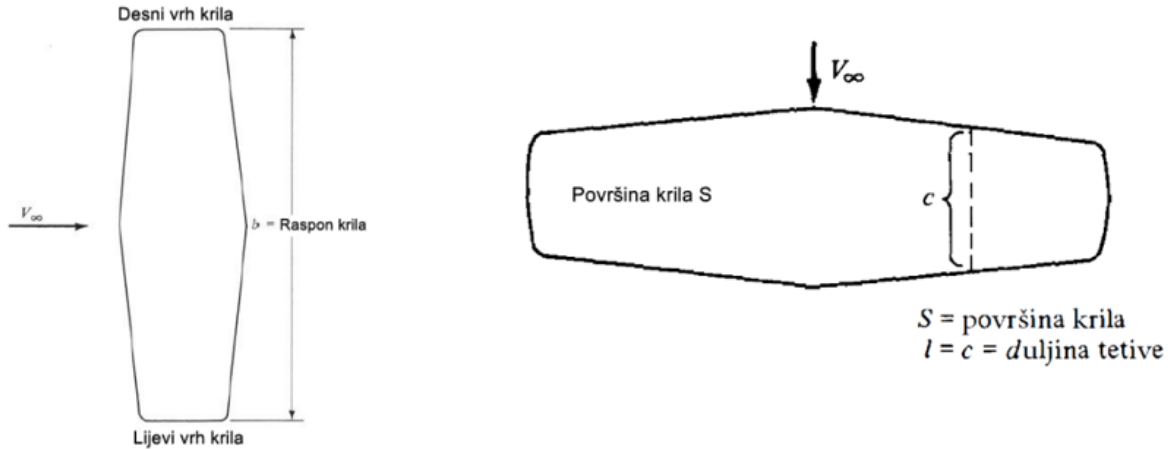 Desni vrh krila
V∞
b = Raspon krila
Lijevi vrh krila
V∞
Površina krila S
c
S = površina krila
l = c = duljina tetive